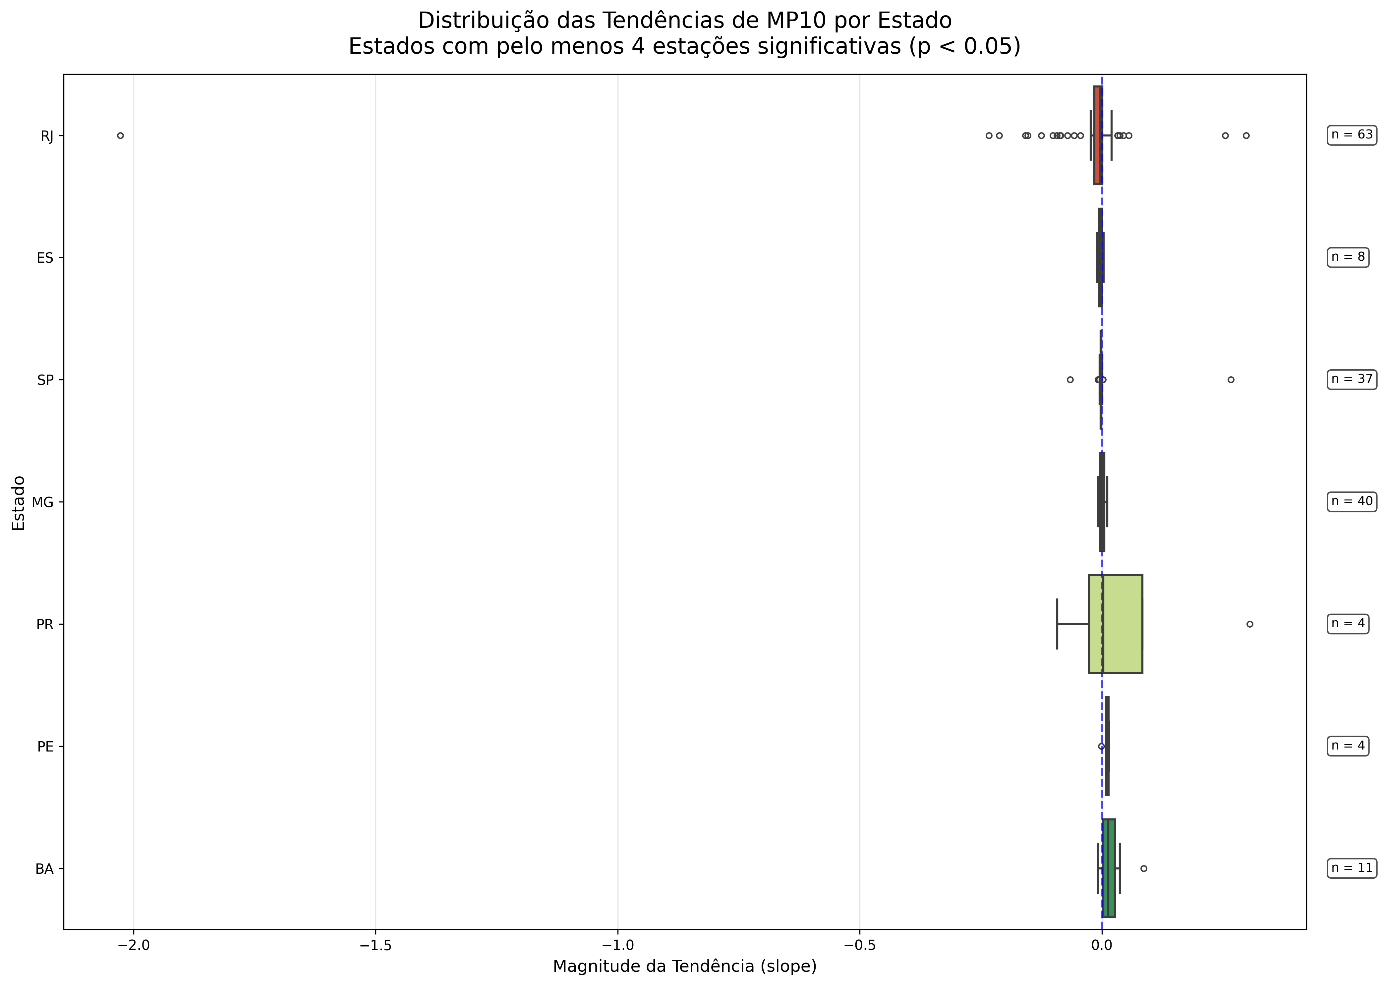 Distribuição das Tendências de MP10 por Estado
Estados com pelo menos 4 estações significativas (p < 0.05)
RJ
n = 63
ES
n = 8
SP
n = 37
MG
n = 40
PR
n = 4
PE
n = 4
BA
n = 11
Estado
−2.0
−1.5
−1.0
−0.5
0.0
Magnitude da Tendência (slope)